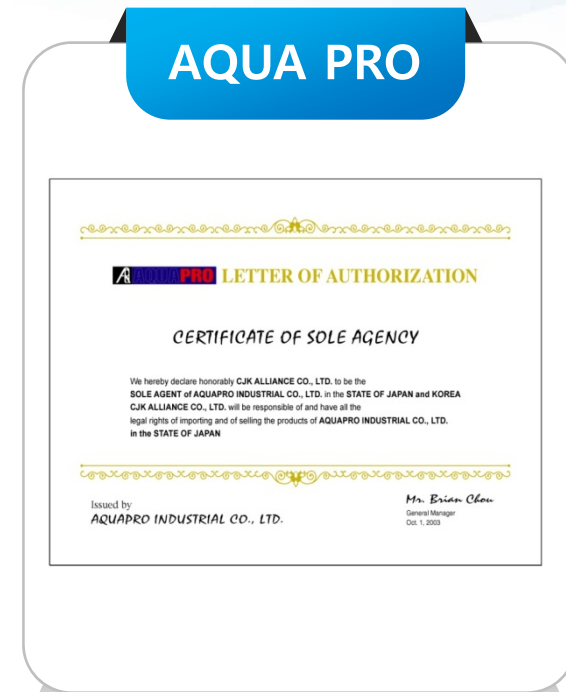 AQUA PRO
AQUAPRO LETTER OF AUTHORIZATION
CERTIFICATE OF SOLE AGENCY
We hereby declare honorably CJK ALLIANCE CO., LTD. to be the
SOLE AGENT of AQUAPRO INDUSTRIAL CO., LTD. in the STATE OF JAPAN and KOREA
CJK ALLIANCE CO., LTD. will be responsible of and have all the
legal rights of importing and of selling the products of AQUAPRO INDUSTRIAL CO., LTD.
in the STATE OF JAPAN
Issued by
AQUAPRO INDUSTRIAL CO., LTD.
Mr. Brian Chou
General Manager
Oct. 1, 2003